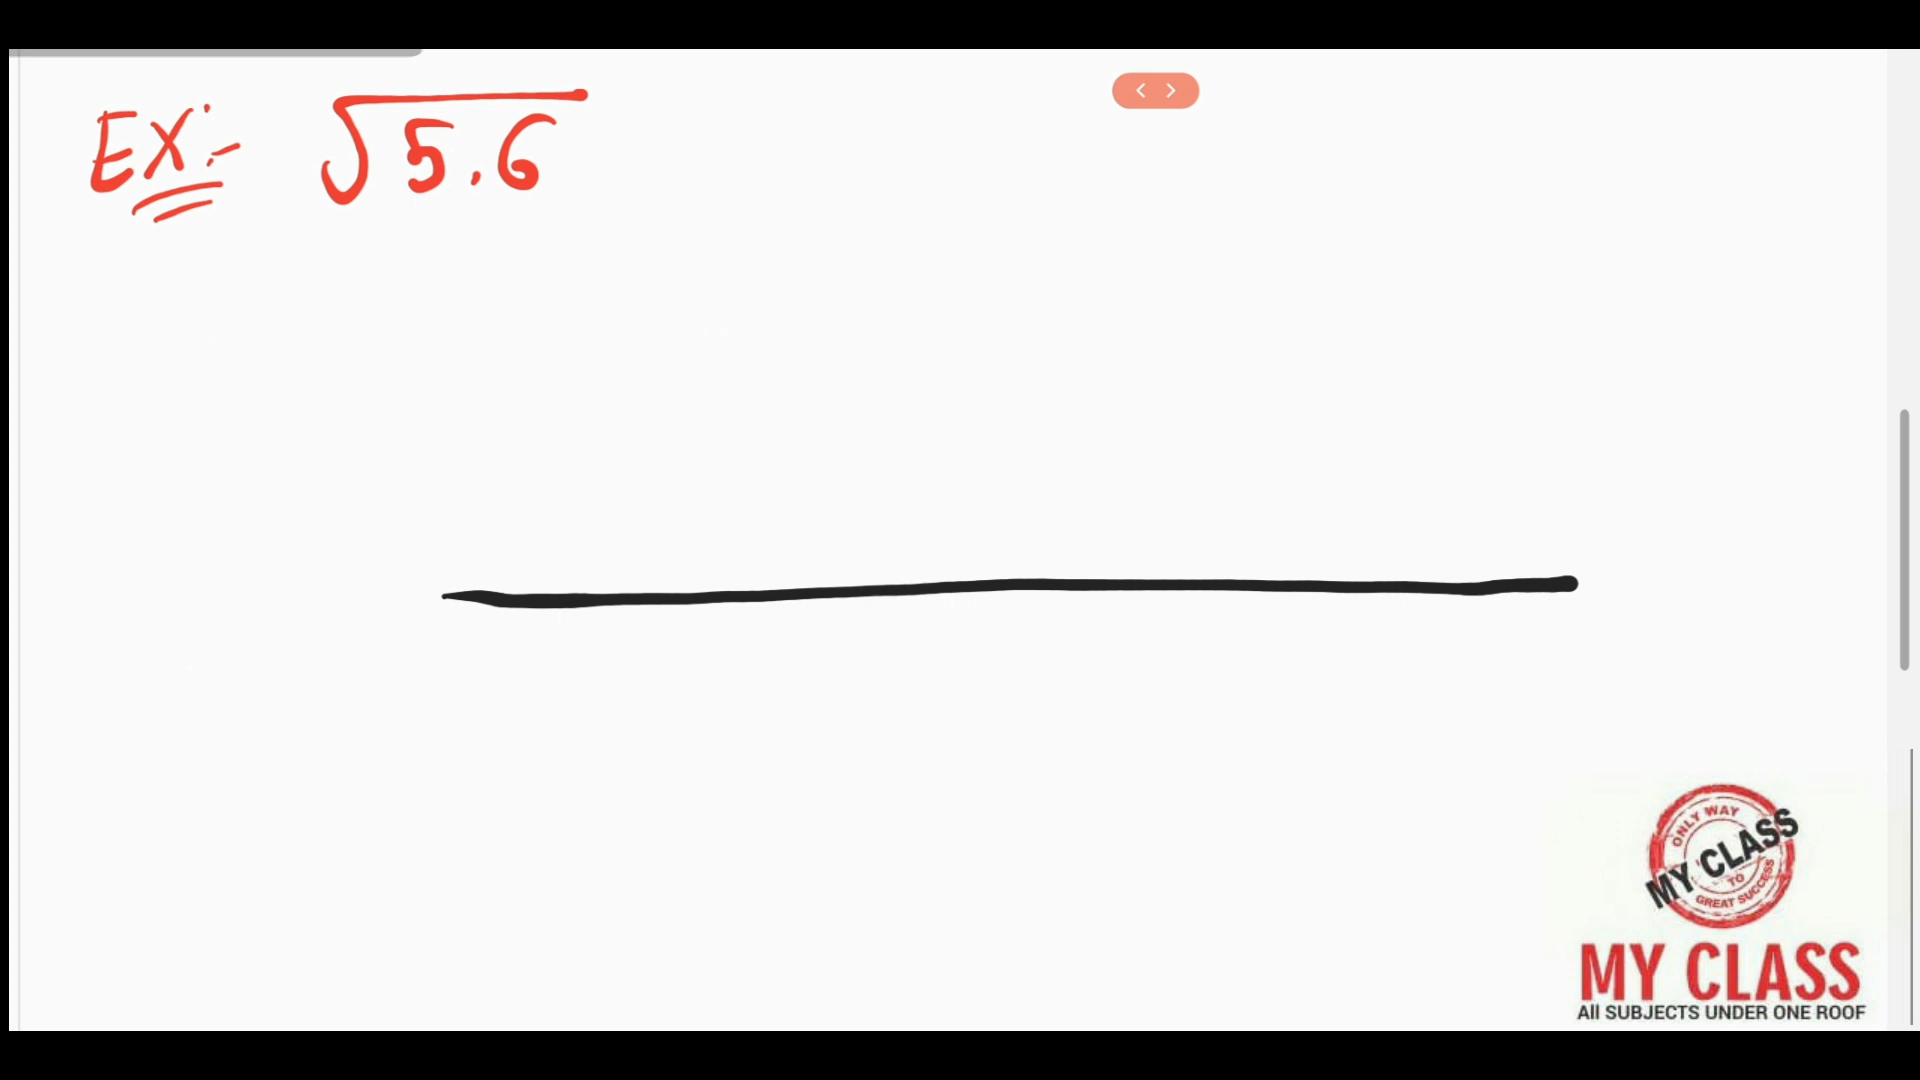 EX:- √5.6
ONLY WAY
MY CLASS
TO
GREAT SUCCESS
MY CLASS
All SUBJECTS UNDER ONE ROOF